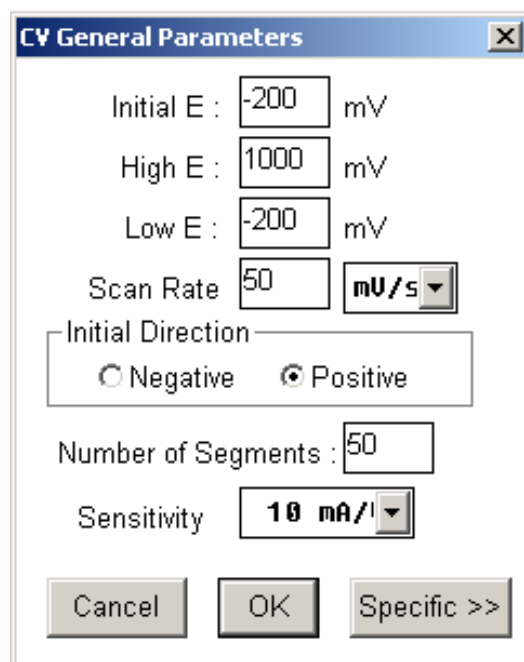 CV General Parameters
Initial E : -200 mV
High E : 1000 mV
Low E : -200 mV
Scan Rate 50 mV/s
Initial Direction
Negative Positive
Number of Segments : 50
Sensitivity 10 mA/
Cancel OK Specific >>